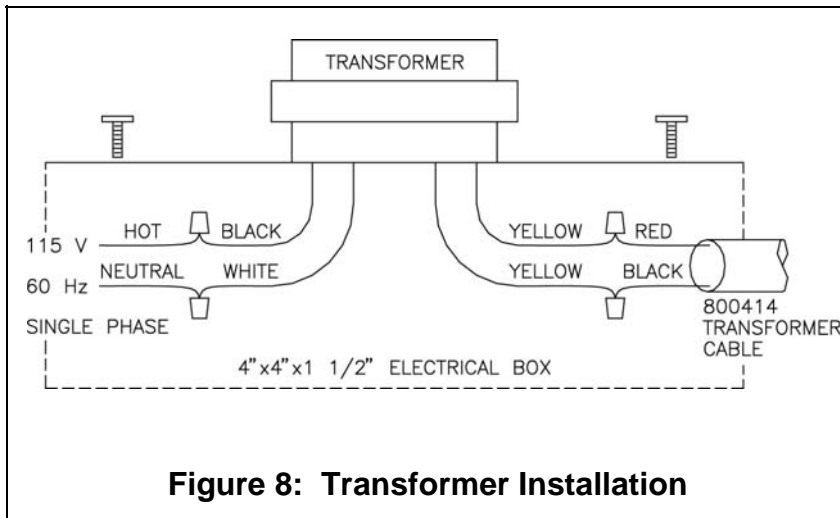 TRANSFORMER
HOT BLACK YELLOW RED
115 V
NEUTRAL WHITE YELLOW BLACK
60 Hz
800414
SINGLE PHASE TRANSFORMER
CABLE
4"x4"x1 1/2" ELECTRICAL BOX
Figure 8: Transformer Installation